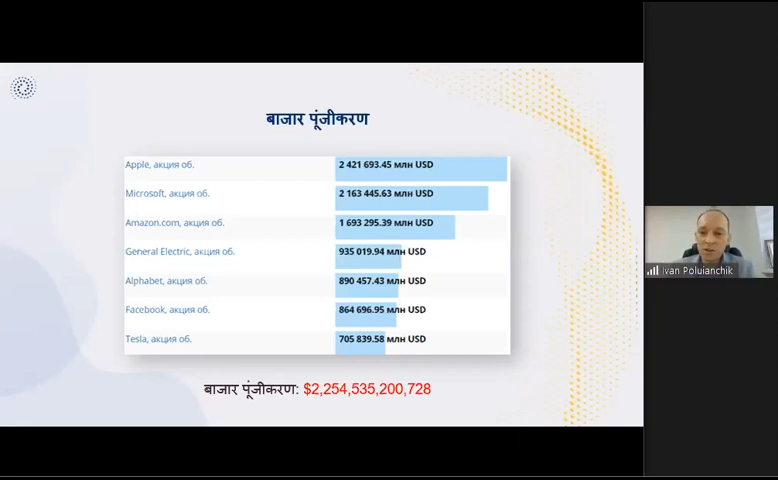 बाजार पूंजीकरण
Apple, акция об. 2 421 693.45 млн USD
Microsoft, акция об. 2 163 445.63 млн USD
Amazon.com, акция об. 1 693 295.39 млн USD
General Electric, акция об. 935 019.94 млн USD
Alphabet, акция об. 890 457.43 млн USD
Facebook, акция об. 864 696.95 млн USD
Tesla, акция об. 705 839.58 млн USD
बाजार पूंजीकरण: $2,254,535,200,728
Ivan Poluianchik